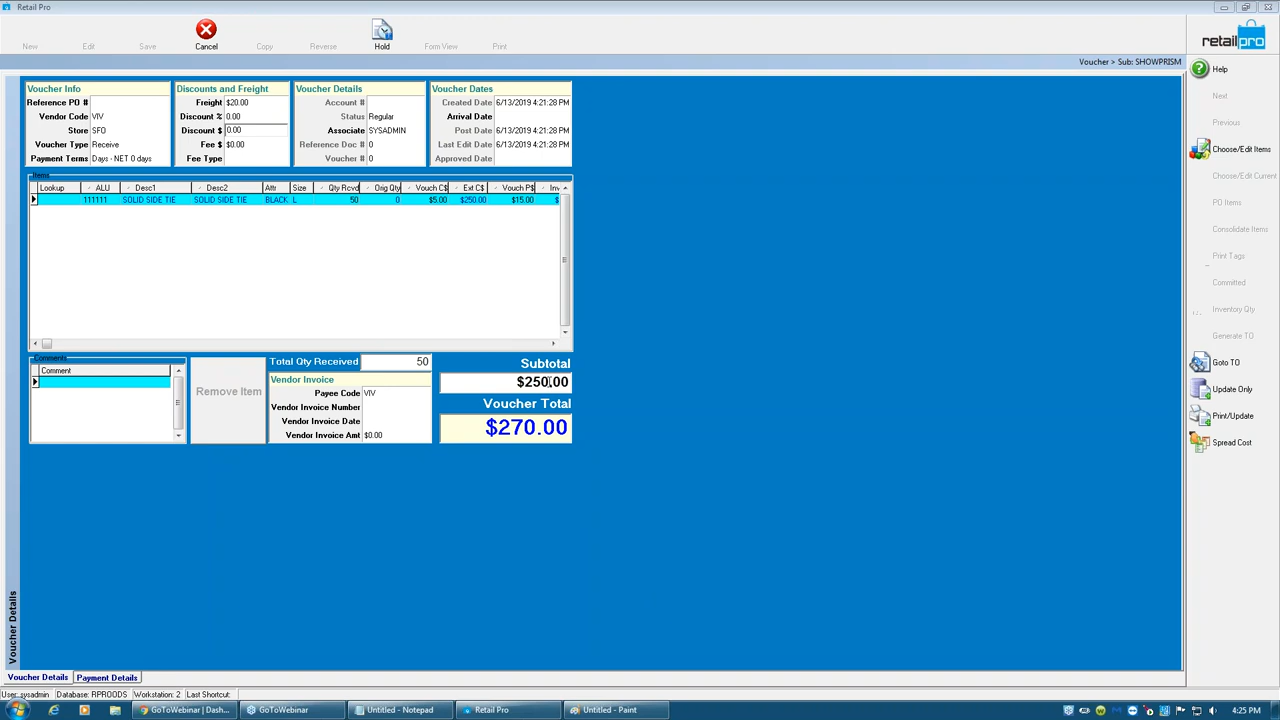 Retail Pro
New
Edit
Save
Cancel
Copy
Reverse
Hold
Form View
Print
retailpro
Voucher > Sub: SHOWPRISM
Voucher Info
Reference PO #
Vendor Code VIV
Store SFO
Voucher Type Receive
Payment Terms Days - NET 0 days
Discounts and Freight
Freight $20.00
Discount % 0.00
Discount $ 0.00
Fee $ $0.00
Fee Type
Voucher Details
Account #
Status Regular
Associate SYSADMIN
Reference Doc # 0
Voucher # 0
Voucher Dates
Created Date 6/13/2019 4:21:28 PM
Arrival Date
Post Date 6/13/2019 4:21:28 PM
Last Edit Date 6/13/2019 4:21:28 PM
Approved Date
Items
Lookup ALU Desc1 Desc2 Attr Size Qty Rcvd Orig Qty Vouch C$ Ext C$ Vouch P$ Inv
111111 SOLID SIDE TIE SOLID SIDE TIE BLACK L 50 0 $5.00 $250.00 $15.00 $
Comments
Comment
Remove Item
Total Qty Received 50
Vendor Invoice
Payee Code VIV
Vendor Invoice Number
Vendor Invoice Date
Vendor Invoice Amt $0.00
Subtotal
$250.00
Voucher Total
$270.00
Help
Next
Previous
Choose/Edit Items
Choose/Edit Current
PO Items
Consolidate Items
Print Tags
Committed
Inventory Qty
Generate TO
Goto TO
Update Only
Print/Update
Spread Cost
Voucher Details
Voucher Details Payment Details
User: sysadmin Database: RPROODS Workstation: 2 Last Shortcut:
GoToWebinar | Dash...
GoToWebinar
Untitled - Notepad
Retail Pro
Untitled - Paint
4:25 PM